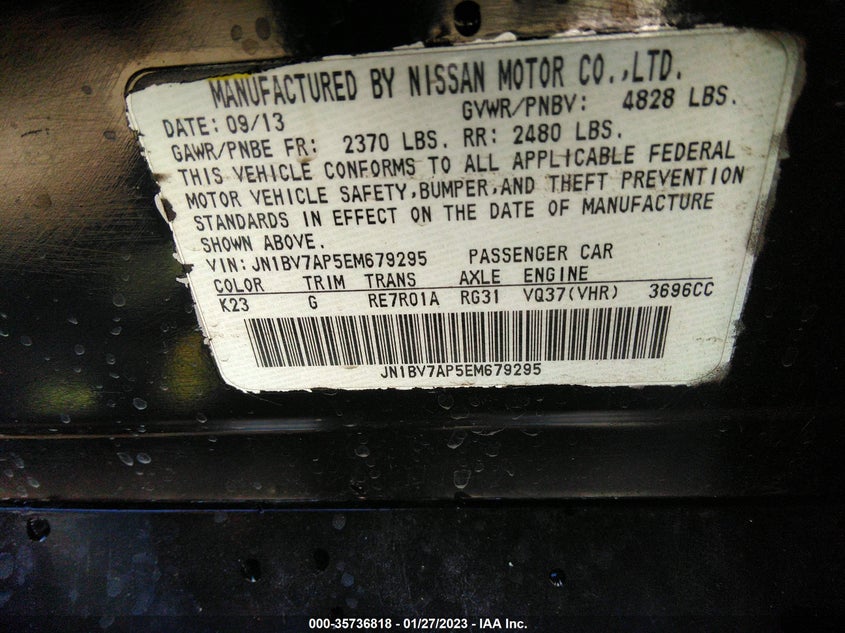 MANUFACTURED BY NISSAN MOTOR CO.,LTD.
DATE: 09/13 GVWR/PNBV: 4828 LBS.
GAWR/PNBE FR: 2370 LBS. RR: 2480 LBS.
THIS VEHICLE CONFORMS TO ALL APPLICABLE FEDERAL
MOTOR VEHICLE SAFETY,BUMPER,AND THEFT PREVENTION
STANDARDS IN EFFECT ON THE DATE OF MANUFACTURE
SHOWN ABOVE.
VIN: JN1BV7AP5EM679295 PASSENGER CAR
COLOR TRIM TRANS AXLE ENGINE
K23 G RE7R01A RG31 VQ37(VHR) 3696CC
JN1BV7AP5EM679295
000-35736818 - 01/27/2023 - IAA Inc.